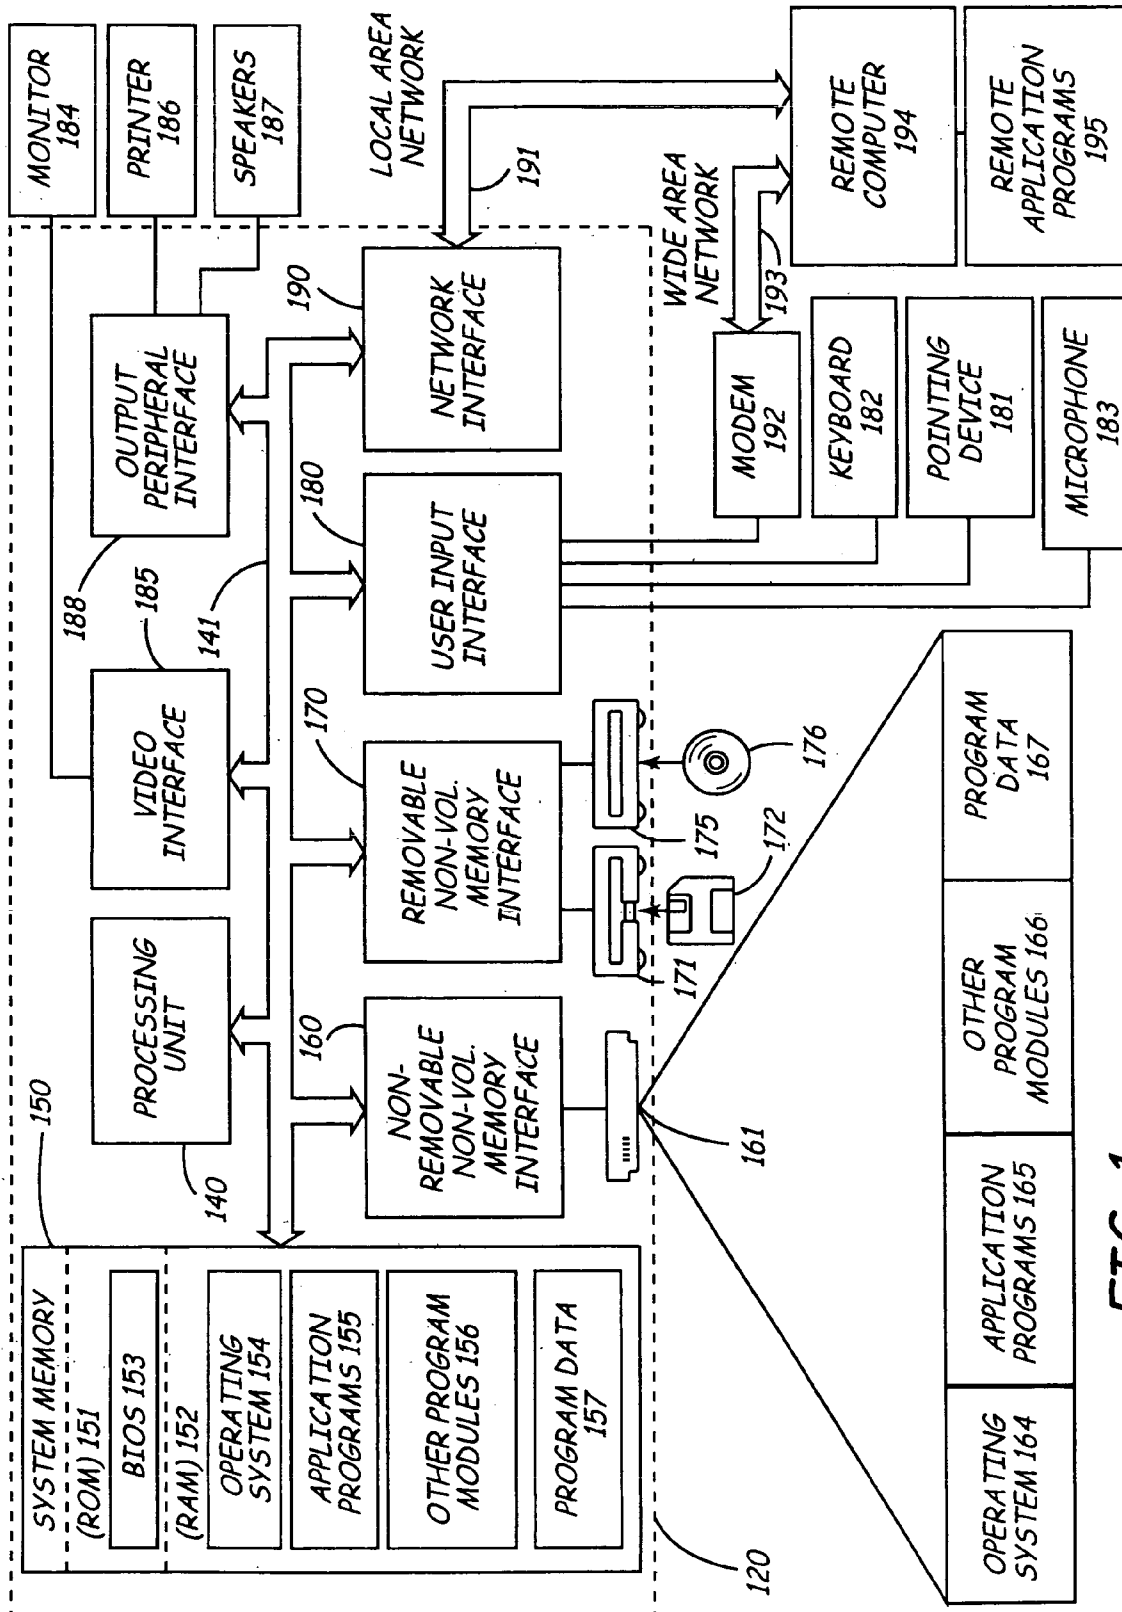 SYSTEM MEMORY
(ROM) 151
BIOS 153
(RAM) 152
OPERATING
SYSTEM 154
APPLICATION
PROGRAMS 155
OTHER PROGRAM
MODULES 156
PROGRAM DATA
157
150
140
PROCESSING
UNIT
VIDEO
INTERFACE
185
188
OUTPUT
PERIPHERAL
INTERFACE
141
MONITOR
184
PRINTER
186
SPEAKERS
187
160
NON-
REMOVABLE
NON-VOL.
MEMORY
INTERFACE
170
REMOVABLE
NON-VOL.
MEMORY
INTERFACE
180
USER INPUT
INTERFACE
190
NETWORK
INTERFACE
LOCAL AREA
NETWORK
191
120
161
171
172
175
176
WIDE AREA
NETWORK
193
MODEM
192
KEYBOARD
182
POINTING
DEVICE
181
MICROPHONE
183
REMOTE
COMPUTER
194
REMOTE
APPLICATION
PROGRAMS
195
OPERATING
SYSTEM 164
APPLICATION
PROGRAMS 165
OTHER
PROGRAM
MODULES 166
PROGRAM
DATA
167